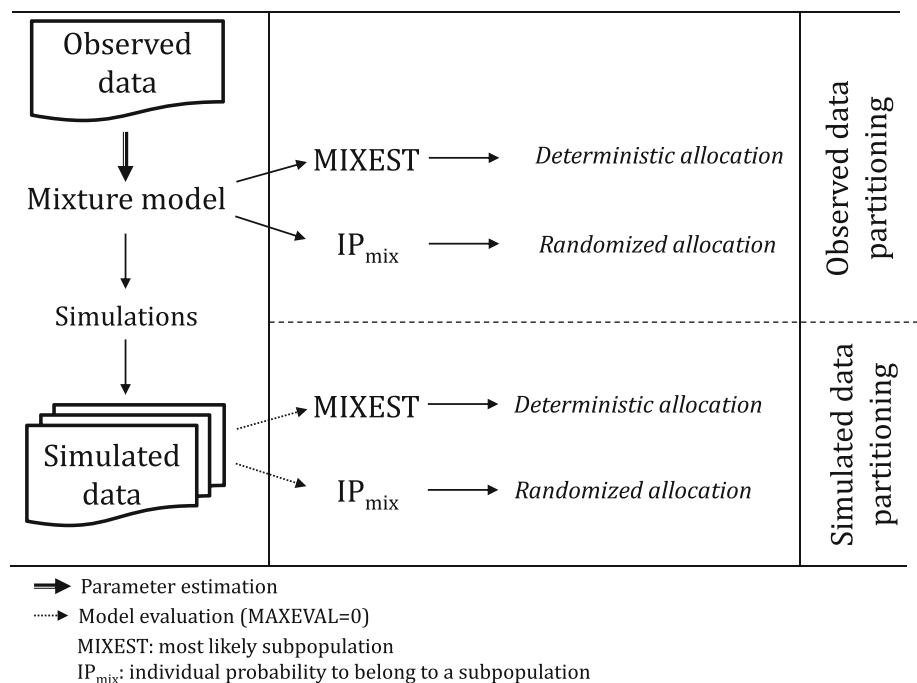 Observed
data
Mixture model
Simulations
Simulated
data
MIXEST
Deterministic allocation
IPmix
Randomized allocation
MIXEST
Deterministic allocation
IPmix
Randomized allocation
Observed data
partitioning
Simulated data
partitioning
Parameter estimation
Model evaluation (MAXEVAL=0)
MIXEST: most likely subpopulation
IPmix: individual probability to belong to a subpopulation